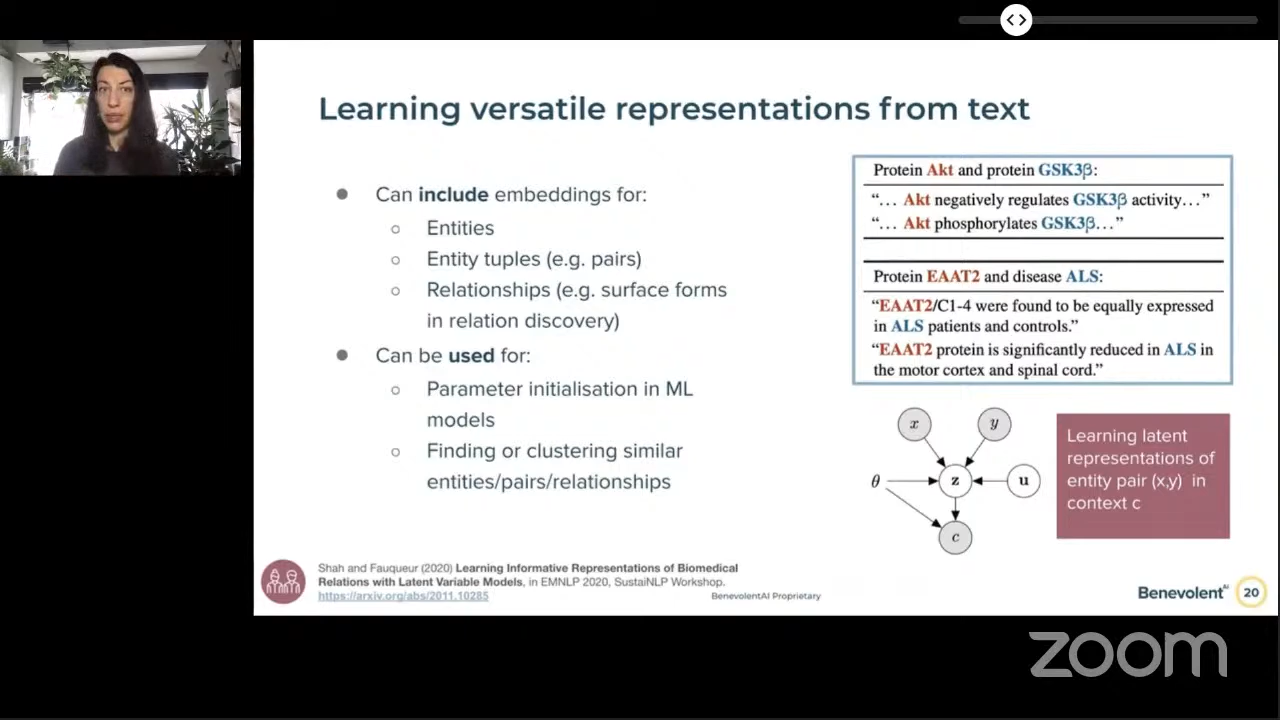 Learning versatile representations from text
● Can include embeddings for:
○ Entities
○ Entity tuples (e.g. pairs)
○ Relationships (e.g. surface forms
in relation discovery)
● Can be used for:
○ Parameter initialisation in ML
models
○ Finding or clustering similar
entities/pairs/relationships
Protein Akt and protein GSK3β:
“… Akt negatively regulates GSK3β activity…”
“… Akt phosphorylates GSK3β…”
Protein EAAT2 and disease ALS:
“EAAT2/C1-4 were found to be equally expressed
in ALS patients and controls.”
“EAAT2 protein is significantly reduced in ALS in
the motor cortex and spinal cord.”
x y
θ z u
c
Learning latent
representations of
entity pair (x,y) in
context c
Shah and Fauqueur (2020) Learning Informative Representations of Biomedical
Relations with Latent Variable Models, in EMNLP 2020, SustaiNLP Workshop.
https://arxiv.org/abs/2011.10285
BenevolentAI Proprietary
Benevolent AI 20
zoom